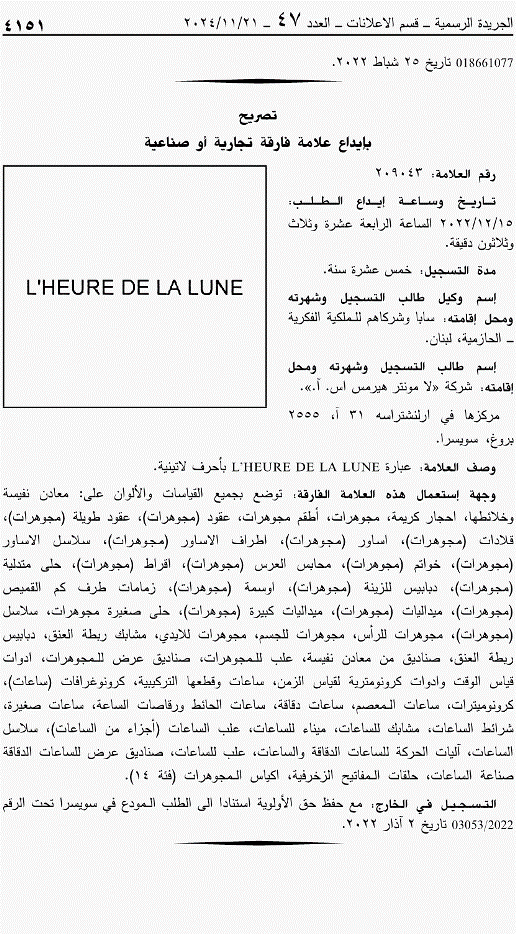 الجريدة الرسمية ــ قسم الاعلانات ــ العدد ٤٧ ــ ٢٠٢٤/١١/٢١
٤١٥١
018661077 تاريخ ٢٥ شباط ٢٠٢٢.
تصريح
بإيداع علامة فارقة تجارية أو صناعية
L'HEURE DE LA LUNE
رقم العلامة: ٢٠٩٠٤٣
تاريخ وساعة إيداع الطلب:
٢٠٢٢/١٢/١٥ الساعة الرابعة عشرة وثلاث
وثلاثون دقيقة.
مدة التسجيل: خمس عشرة سنة.
إسم وكيل طالب التسجيل وشهرته
ومحل إقامته: سابا وشركاهم للملكية الفكرية
ــ الحازمية، لبنان.
إسم طالب التسجيل وشهرته ومحل
إقامته: شركة «لا مونتر هيرمس اس. آ.».
مركزها في ارلنشتراسه ٣١ آ، ٢٥٥٥
بروغ، سويسرا.
وصف العلامة: عبارة L'HEURE DE LA LUNE بأحرف لاتينية.
وجهة إستعمال هذه العلامة الفارقة: توضع بجميع القياسات والألوان على: معادن نفيسة
وخلائطها، احجار كريمة، مجوهرات، أطقم مجوهرات، عقود (مجوهرات)، عقود طويلة (مجوهرات)،
قلادات (مجوهرات)، اساور (مجوهرات)، اطراف الاساور (مجوهرات)، سلاسل الاساور
(مجوهرات)، خواتم (مجوهرات)، محابس العرس (مجوهرات)، اقراط (مجوهرات)، حلى متدلية
(مجوهرات)، دبابيس للزينة (مجوهرات)، اوسمة (مجوهرات)، زمامات طرف كم القميص
(مجوهرات)، ميداليات (مجوهرات)، ميداليات كبيرة (مجوهرات)، حلى صغيرة مجوهرات، سلاسل
(مجوهرات)، مجوهرات للرأس، مجوهرات للجسم، مجوهرات للايدي، مشابك ربطة العنق، دبابيس
ربطة العنق، صناديق من معادن نفيسة، علب للمجوهرات، صناديق عرض للمجوهرات، ادوات
قياس الوقت وادوات كرونومترية لقياس الزمن، ساعات وقطعها التركيبية، كرونوغرافات (ساعات)،
كرونوميترات، ساعات المعصم، ساعات دقاقة، ساعات الحائط ورقاصات الساعة، ساعات صغيرة،
شرائط الساعات، مشابك للساعات، ميناء للساعات، علب الساعات (أجزاء من الساعات)، سلاسل
الساعات، آليات الحركة للساعات الدقاقة والساعات، علب للساعات، صناديق عرض للساعات الدقاقة
صناعة الساعات، حلقات المفاتيح الزخرفية، اكياس المجوهرات (فئة ١٤).
التسجيل في الخارج: مع حفظ حق الأولوية استنادا الى الطلب المودع في سويسرا تحت الرقم
03053/2022 تاريخ ٢ آذار ٢٠٢٢.